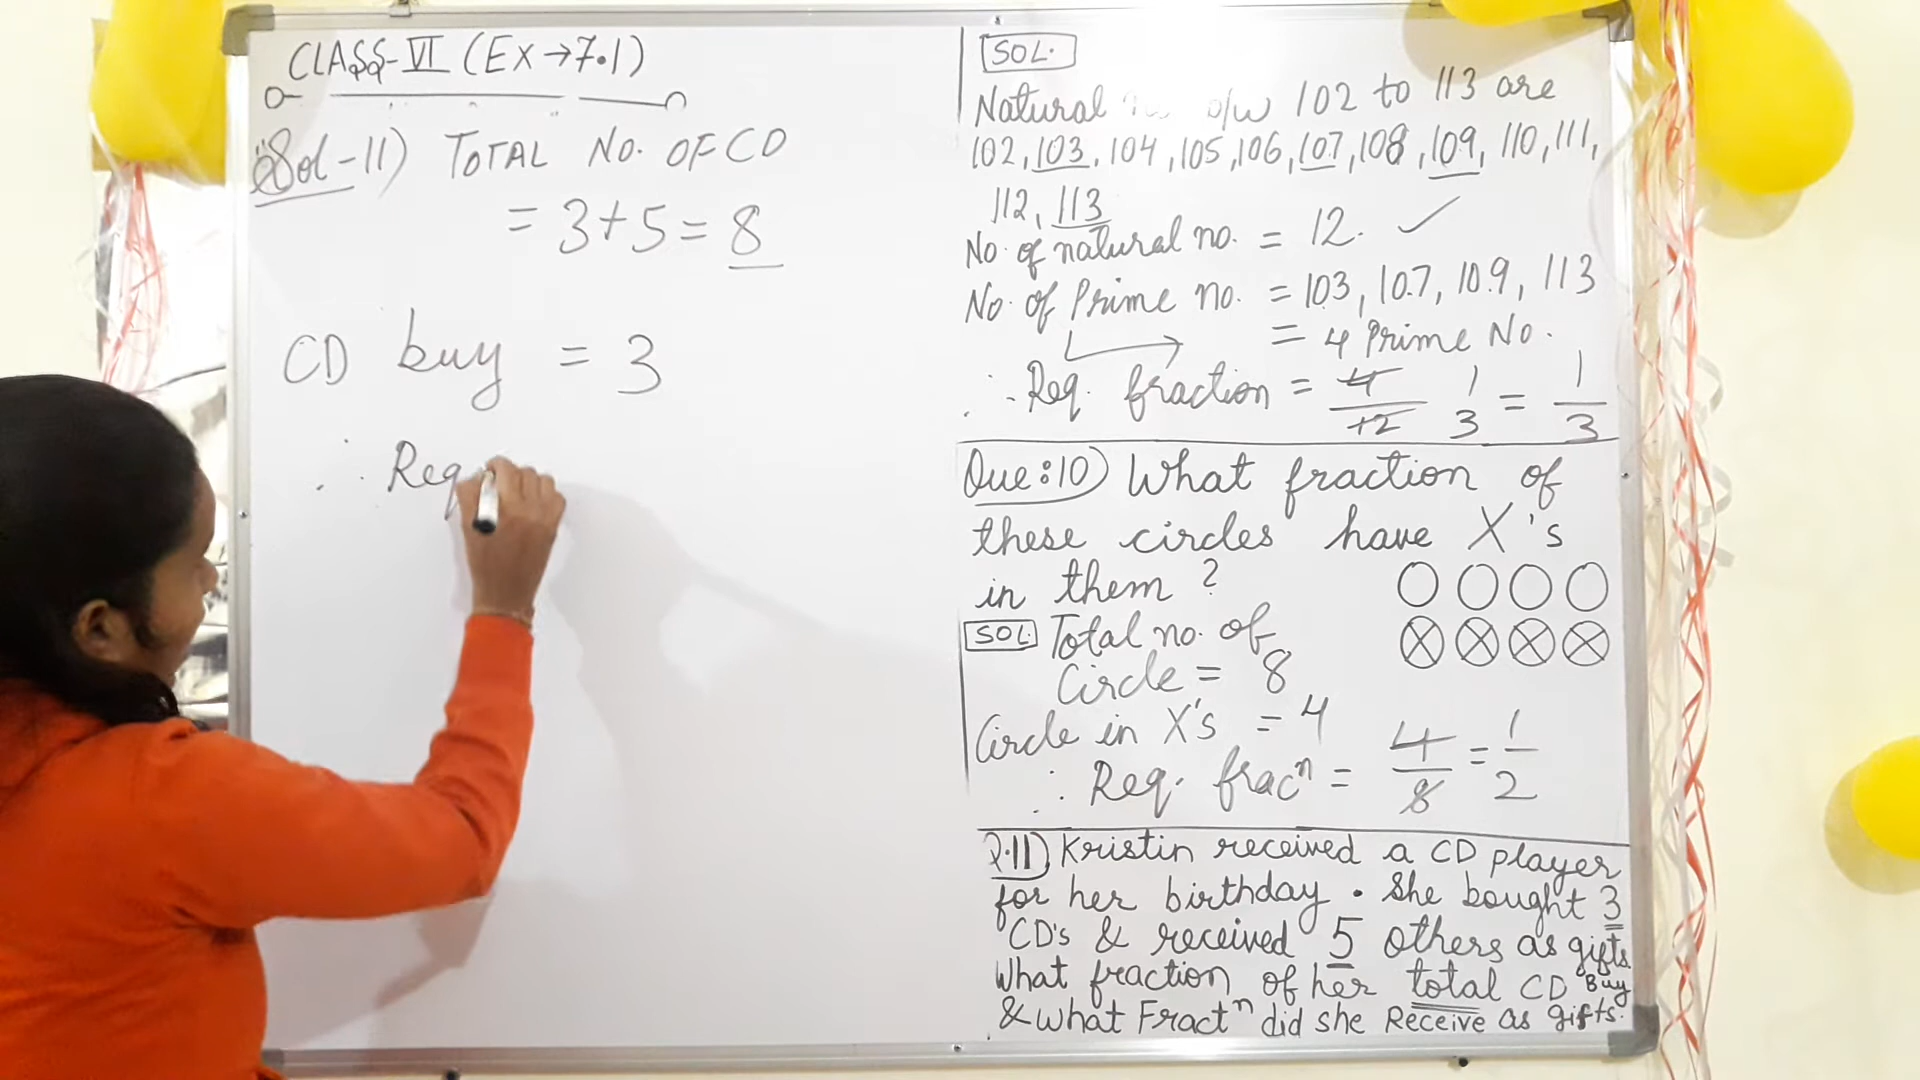 CLASS-VI (EX→7.1)
Sol-11) TOTAL NO. OF CD
= 3+5 = 8
CD buy = 3
∴ Req
SOL.
Natural b/w 102 to 113 are
102, 103, 104, 105, 106, 107, 108, 109, 110, 111,
112, 113
No. of natural no. = 12. ✓
No. of Prime no. = 103, 107, 109, 113
= 4 Prime No.
∴ Req. fraction = 4/12 1/3 = 1/3
Que:10) What fraction of
these circles have X's
in them ?
SOL. Total no. of
Circle = 8
Circle in X's = 4
∴ Req. fracⁿ = 4/8 = 1/2
Q.11) Kristin received a CD player
for her birthday. She bought 3
CD's & received 5 others as gifts.
What fraction of her total CD Buy
& what Fractⁿ did she Receive as gifts.